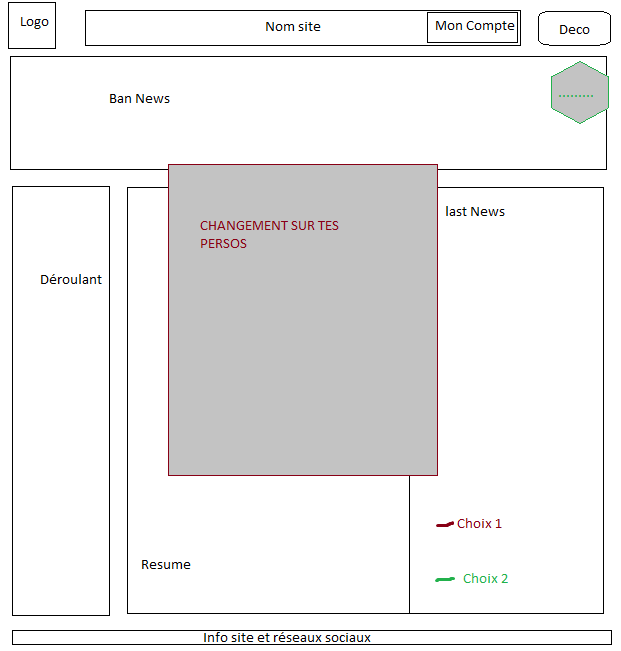 Logo
Nom site
Mon Compte
Deco
Ban News
.........
CHANGEMENT SUR TES
PERSOS
last News
Déroulant
Choix 1
Resume
Choix 2
Info site et réseaux sociaux